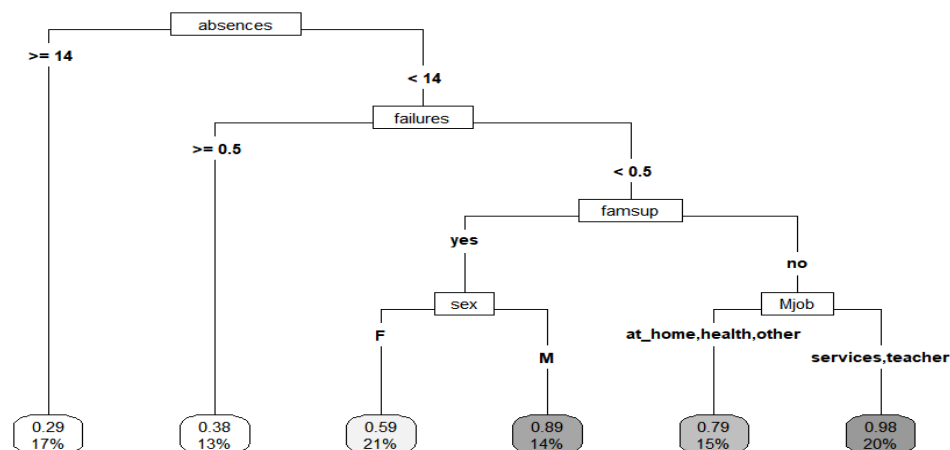 absences
>= 14
< 14
failures
>= 0.5
< 0.5
famsup
yes
no
sex
Mjob
F
at_home,health,other
M
services,teacher
0.29
17%
0.38
13%
0.59
21%
0.89
14%
0.79
15%
0.98
20%